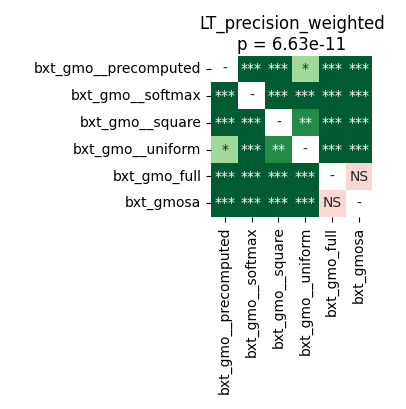 LT_precision_weighted
p = 6.63e-11
bxt_gmo__precomputed - *** *** * *** ***
bxt_gmo__softmax *** - *** *** *** ***
bxt_gmo__square *** *** - ** *** ***
bxt_gmo__uniform * *** ** - *** ***
bxt_gmo_full *** *** *** *** - NS
bxt_gmosa *** *** *** *** NS -
bxt_gmo__precomputed
bxt_gmo__softmax
bxt_gmo__square
bxt_gmo__uniform
bxt_gmo_full
bxt_gmosa